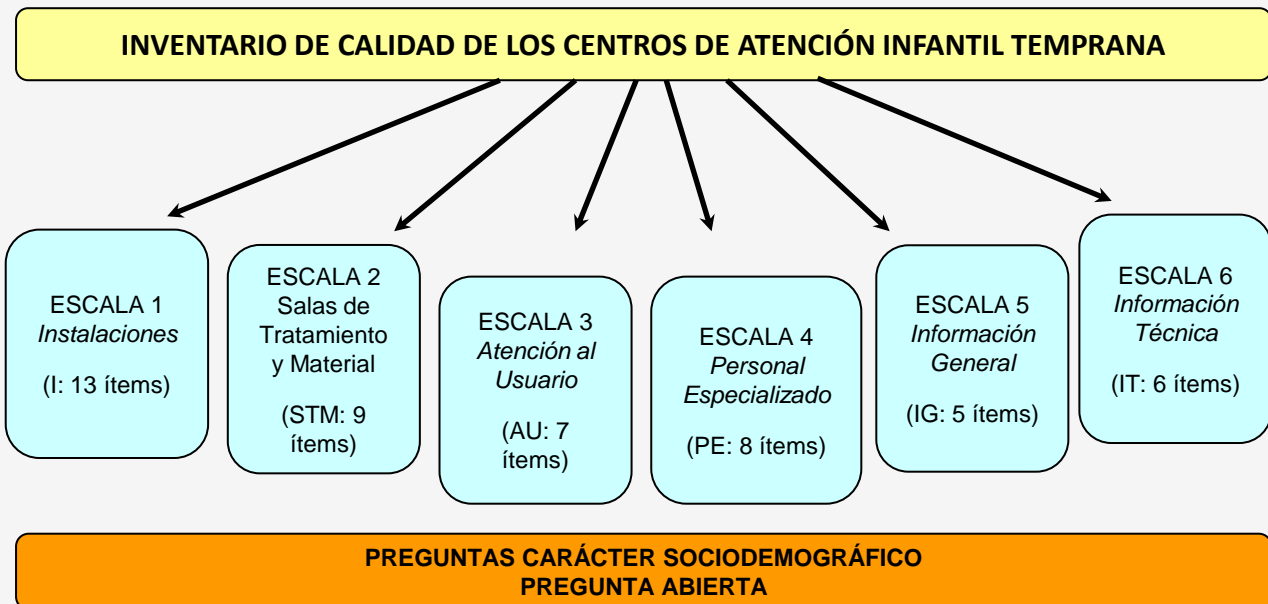 INVENTARIO DE CALIDAD DE LOS CENTROS DE ATENCIÓN INFANTIL TEMPRANA
ESCALA 1
Instalaciones
(I: 13 ítems)
ESCALA 2
Salas de
Tratamiento
y Material
(STM: 9
ítems)
ESCALA 3
Atención al
Usuario
(AU: 7
ítems)
ESCALA 4
Personal
Especializado
(PE: 8 ítems)
ESCALA 5
Información
General
(IG: 5 ítems)
ESCALA 6
Información
Técnica
(IT: 6 ítems)
PREGUNTAS CARÁCTER SOCIODEMOGRÁFICO
PREGUNTA ABIERTA